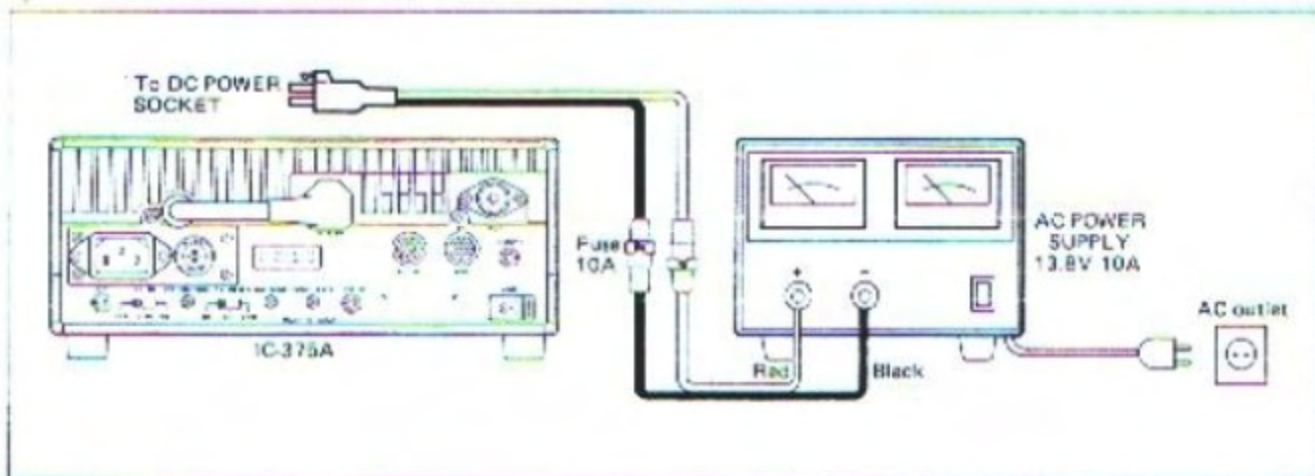 To DC POWER
SOCKET
Fuse
10A
AC POWER
SUPPLY
13.8V 10A
+
−
AC outlet
Red
Black
IC-375A